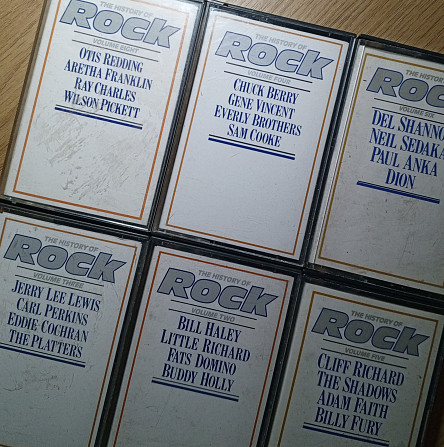 THE HISTORY OF
ROCK
VOLUME EIGHT
OTIS REDDING
ARETHA FRANKLIN
RAY CHARLES
WILSON PICKETT
THE HISTORY OF
ROCK
VOLUME FOUR
CHUCK BERRY
GENE VINCENT
EVERLY BROTHERS
SAM COOKE
THE HISTORY OF
ROCK
VOLUME SIX
DEL SHANN
NEIL SEDAKA
PAUL ANKA
DION
THE HISTORY OF
ROCK
VOLUME THREE
JERRY LEE LEWIS
CARL PERKINS
EDDIE COCHRAN
THE PLATTERS
THE HISTORY OF
ROCK
VOLUME TWO
BILL HALEY
LITTLE RICHARD
FATS DOMINO
BUDDY HOLLY
THE HISTORY OF
ROCK
VOLUME FIVE
CLIFF RICHARD
THE SHADOWS
ADAM FAITH
BILLY FURY